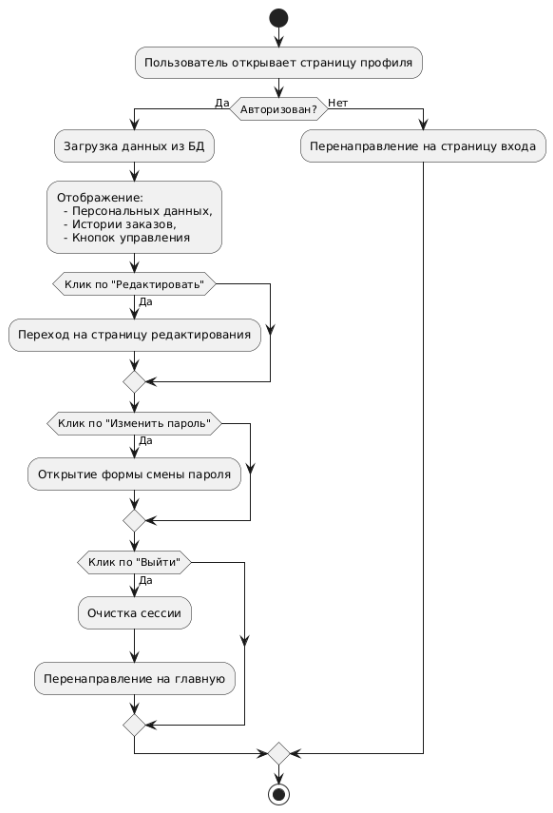 Пользователь открывает страницу профиля
Авторизован?
Да
Нет
Загрузка данных из БД
Перенаправление на страницу входа
Отображение:
- Персональных данных,
- Истории заказов,
- Кнопок управления
Клик по "Редактировать"
Да
Переход на страницу редактирования
Клик по "Изменить пароль"
Да
Открытие формы смены пароля
Клик по "Выйти"
Да
Очистка сессии
Перенаправление на главную